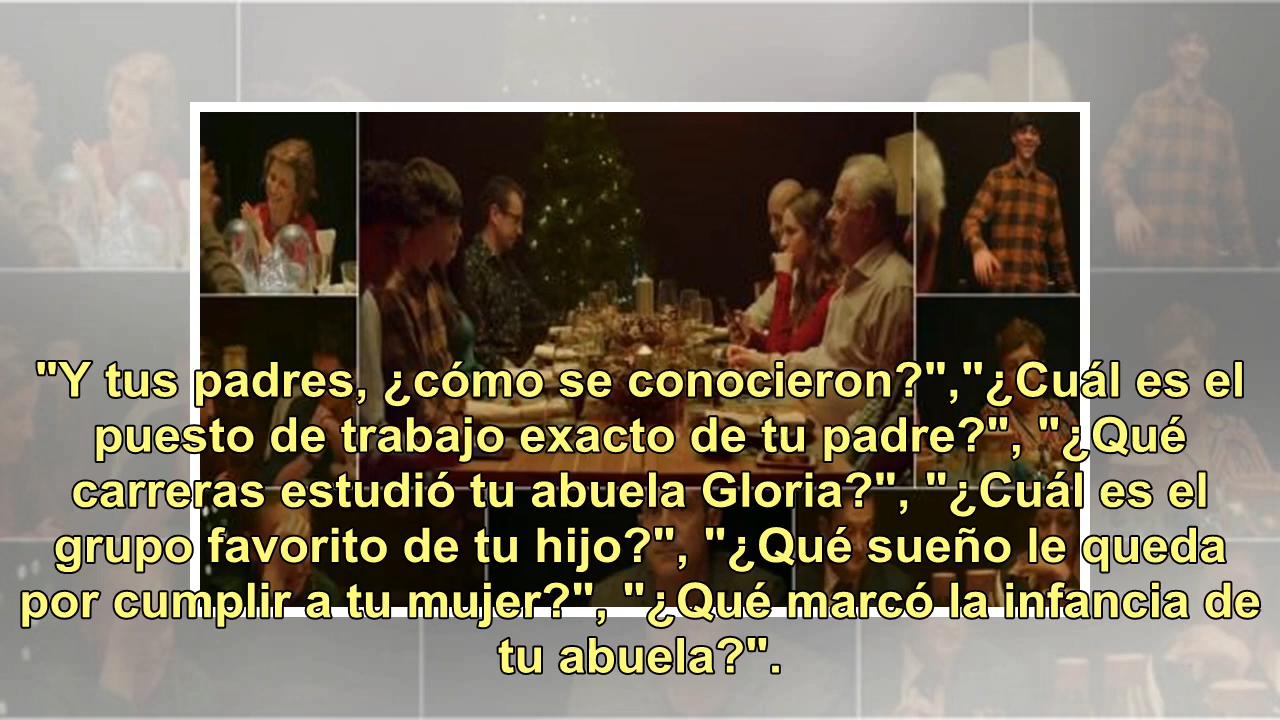 "Y tus padres, ¿cómo se conocieron?","¿Cuál es el
puesto de trabajo exacto de tu padre?", "¿Qué
carreras estudió tu abuela Gloria?", "¿Cuál es el
grupo favorito de tu hijo?", "¿Qué sueño le queda
por cumplir a tu mujer?", "¿Qué marcó la infancia de
tu abuela?".